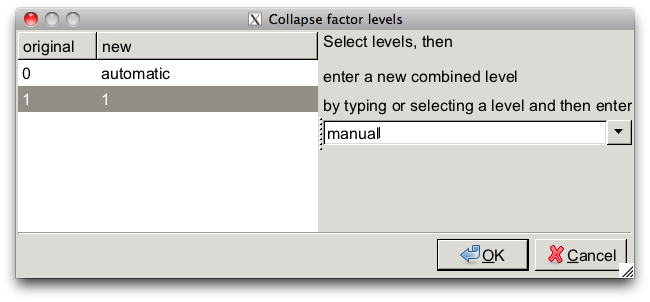 Collapse factor levels
original new
0 automatic
1 1
Select levels, then
enter a new combined level
by typing or selecting a level and then enter
manual
OK Cancel